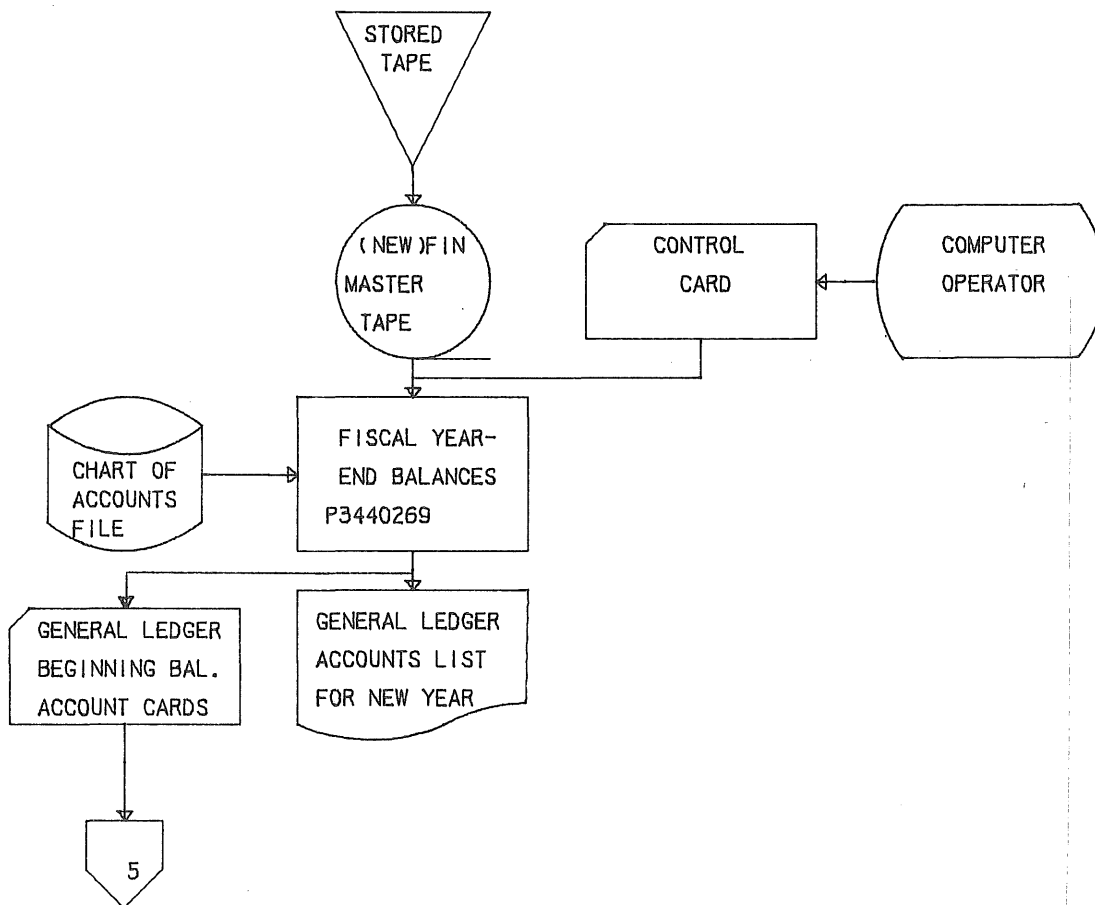 STORED
TAPE
(NEW)FIN
MASTER
TAPE
CONTROL
CARD
COMPUTER
OPERATOR
CHART OF
ACCOUNTS
FILE
FISCAL YEAR-
END BALANCES
P3440269
GENERAL LEDGER
BEGINNING BAL.
ACCOUNT CARDS
GENERAL LEDGER
ACCOUNTS LIST
FOR NEW YEAR
5